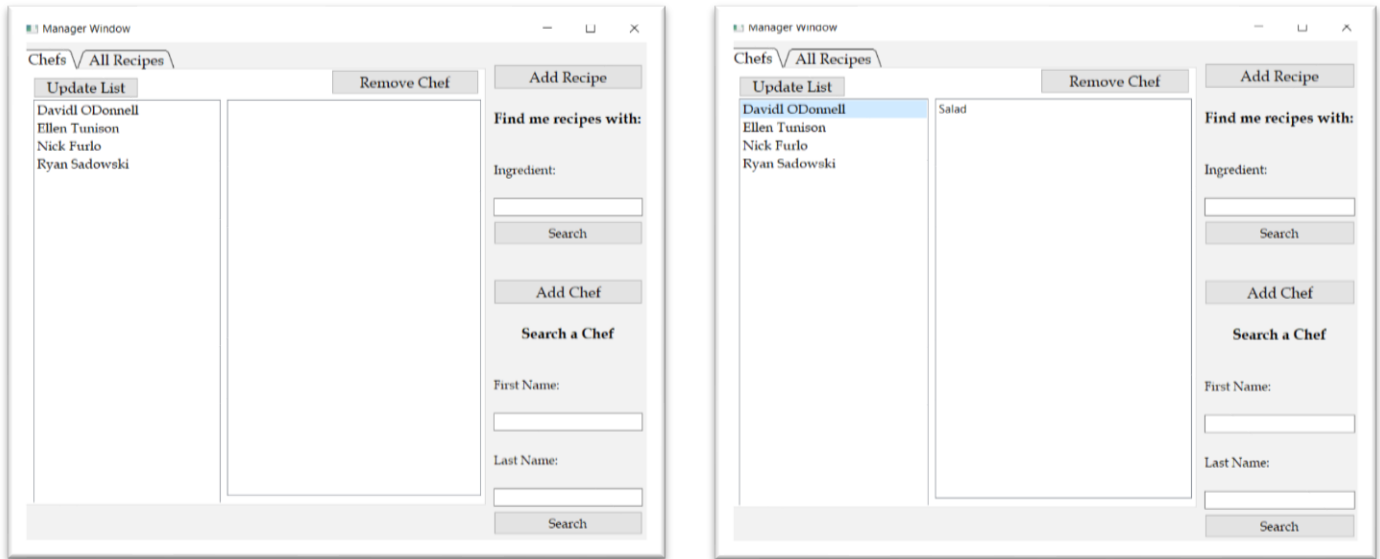 Manager Window
Chefs
All Recipes
Update List
Remove Chef
Davidl ODonnell
Ellen Tunison
Nick Furlo
Ryan Sadowski
Add Recipe
Find me recipes with:
Ingredient:
Search
Add Chef
Search a Chef
First Name:
Last Name:
Search
Manager Window
Chefs
All Recipes
Update List
Remove Chef
Davidl ODonnell
Ellen Tunison
Nick Furlo
Ryan Sadowski
Salad
Add Recipe
Find me recipes with:
Ingredient:
Search
Add Chef
Search a Chef
First Name:
Last Name:
Search